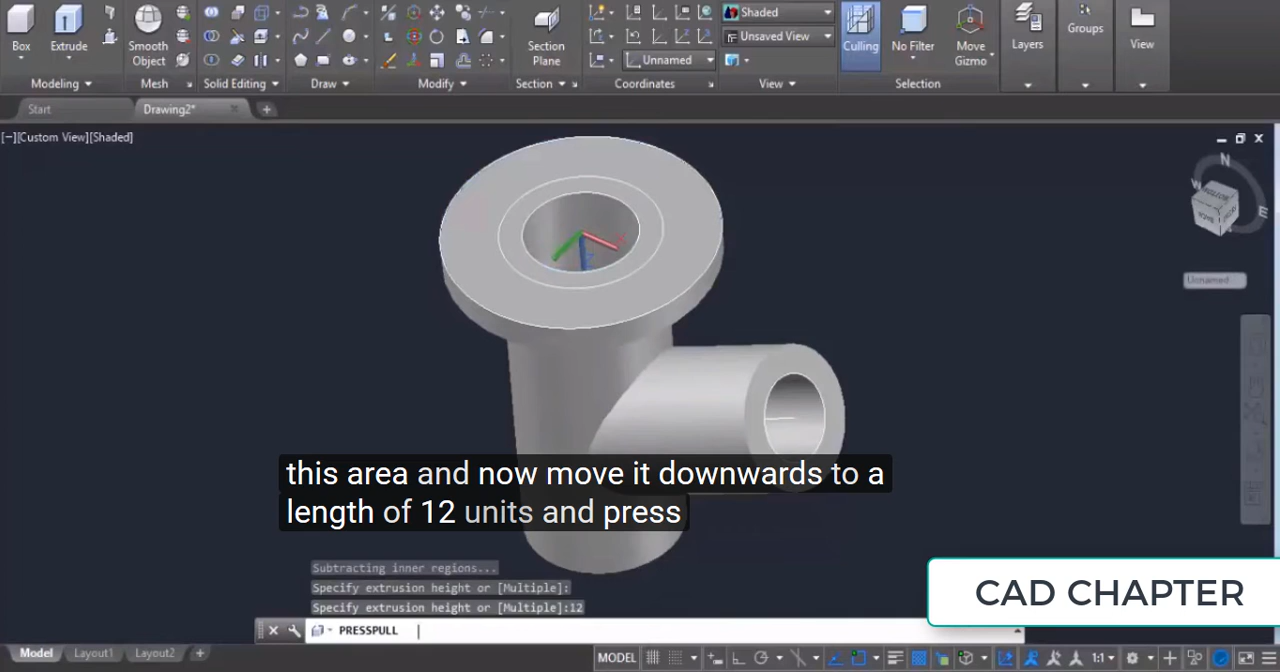 Shaded
Unsaved View
Unnamed
Box
Extrude
Smooth
Object
Section
Plane
Culling
No Filter
Move
Gizmo
Layers
Groups
View
Modeling
Mesh
Solid Editing
Draw
Modify
Section
Coordinates
View
Selection
Start
Drawing2*
[−][Custom View][Shaded]
N
W
E
Unnamed
this area and now move it downwards to a
length of 12 units and press
Subtracting inner regions...
Specify extrusion height or [Multiple]:
Specify extrusion height or [Multiple]:12
PRESSPULL
CAD CHAPTER
Model
Layout1
Layout2
MODEL
1:1